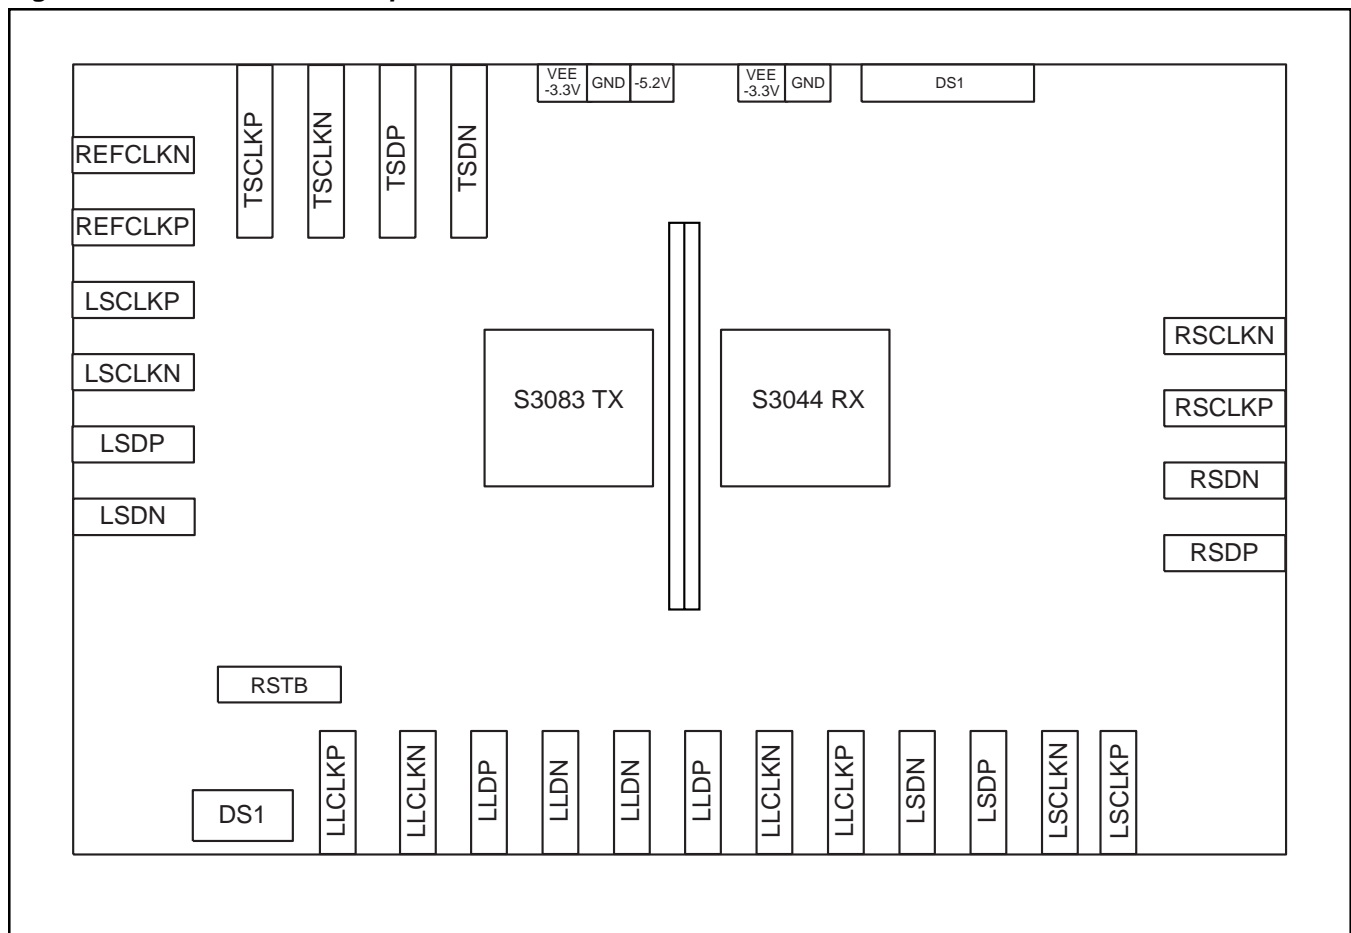 VEE
-3.3V
GND
-5.2V
VEE
-3.3V
GND
DS1
TSCLKP
TSCLKN
TSDP
TSDN
REFCLKN
REFCLKP
LSCLKP
LSCLKN
LSDP
LSDN
S3083 TX
S3044 RX
RSCLKN
RSCLKP
RSDN
RSDP
RSTB
DS1
LLCLKP
LLCLKN
LLDP
LLDN
LLDN
LLDP
LLCLKN
LLCLKP
LSDN
LSDP
LSCLKN
LSCLKP